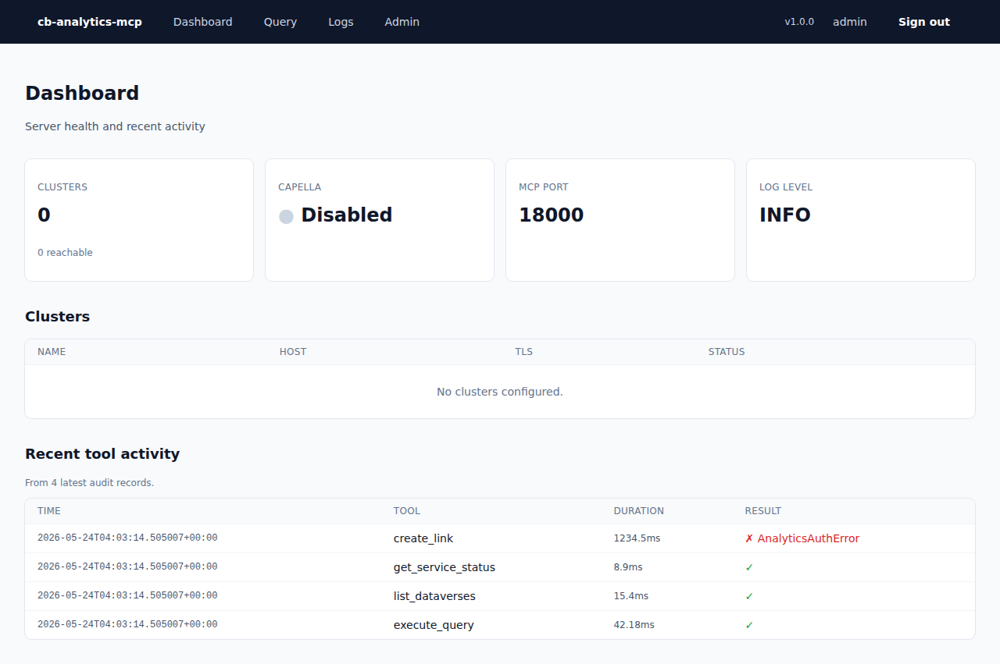 cb-analytics-mcp Dashboard Query Logs Admin v1.0.0 admin Sign out
Dashboard
Server health and recent activity
CLUSTERS CAPELLA MCP PORT LOG LEVEL
0 Disabled 18000 INFO
0 reachable
Clusters
NAME HOST TLS STATUS
No clusters configured.
Recent tool activity
From 4 latest audit records.
TIME TOOL DURATION RESULT
2026-05-24T04:03:14.505007+00:00 create_link 1234.5ms ✗ AnalyticsAuthError
2026-05-24T04:03:14.505007+00:00 get_service_status 8.9ms ✓
2026-05-24T04:03:14.505007+00:00 list_dataverses 15.4ms ✓
2026-05-24T04:03:14.505007+00:00 execute_query 42.18ms ✓